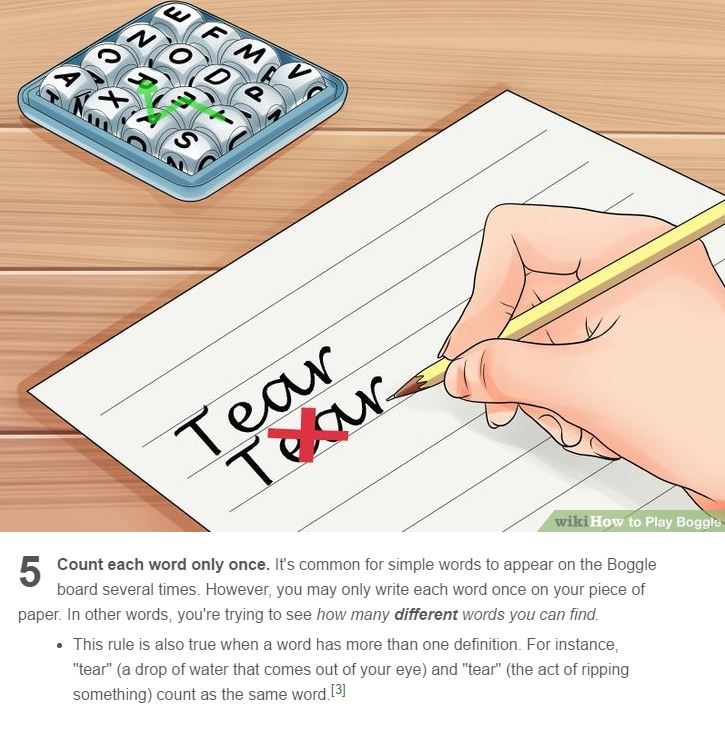 E
F
Z
M
C
O
V
A
R
D
X
E
P
A
T
S
Tear
Tear
wikiHow to Play Boggle
5 Count each word only once. It's common for simple words to appear on the Boggle
board several times. However, you may only write each word once on your piece of
paper. In other words, you're trying to see how many different words you can find.
• This rule is also true when a word has more than one definition. For instance,
"tear" (a drop of water that comes out of your eye) and "tear" (the act of ripping
something) count as the same word.[3]